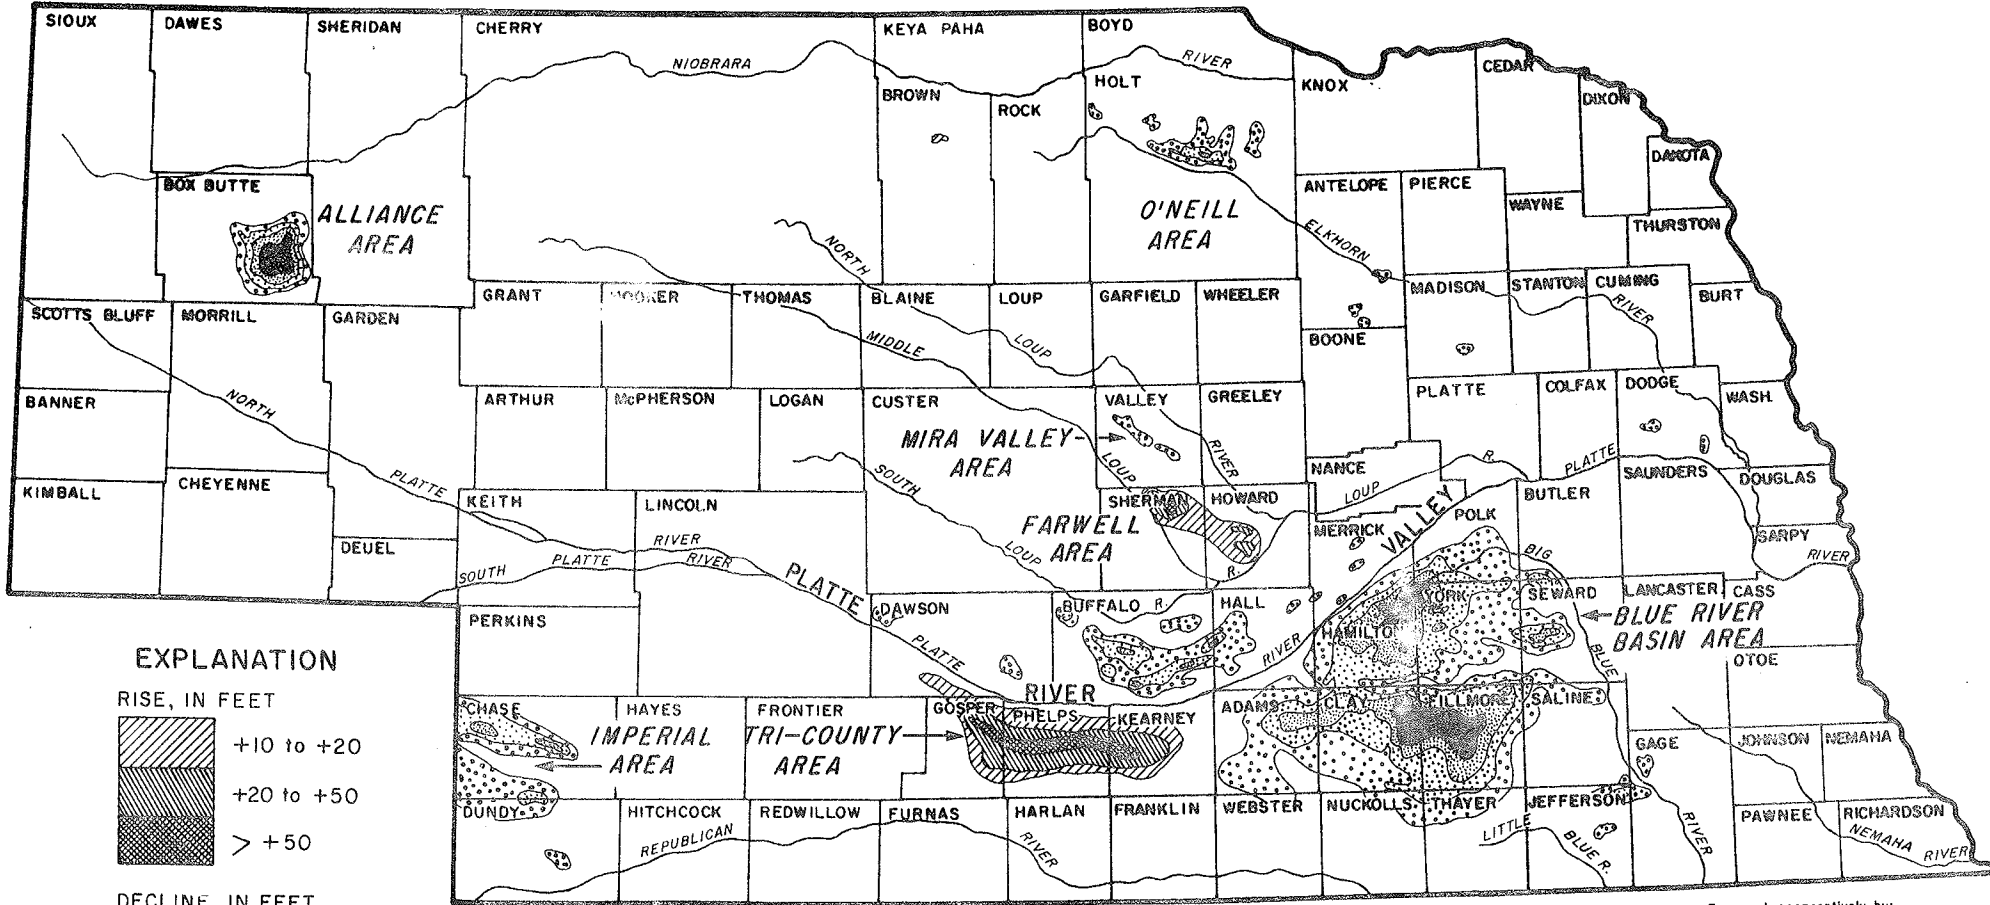 SIOUX DAWES SHERIDAN CHERRY KEYA PAHA BOYD
NIOBRARA RIVER
HOLT KNOX CEDAR
BROWN ROCK DIXON
DAKOTA
BOX BUTTE ANTELOPE PIERCE
WAYNE
THURSTON
ALLIANCE
AREA
O'NEILL
AREA
NORTH ELKHORN
SCOTTS BLUFF MORRILL GARDEN GRANT HOOKER THOMAS BLAINE LOUP GARFIELD WHEELER MADISON STANTON CUMING BURT
RIVER
MIDDLE LOUP BOONE
BANNER ARTHUR McPHERSON LOGAN CUSTER VALLEY GREELEY PLATTE COLFAX DODGE WASH.
NORTH
MIRA VALLEY
AREA
LOUP RIVER
PLATTE SOUTH NANCE LOUP R. PLATTE
KIMBALL CHEYENNE KEITH LINCOLN SHERMAN HOWARD BUTLER SAUNDERS DOUGLAS
FARWELL
AREA
MERRICK VALLEY POLK
DEUEL RIVER LOUP BIG SARPY RIVER
SOUTH PLATTE RIVER R.
PLATTE
PERKINS DAWSON BUFFALO R. HALL YORK SEWARD LANCASTER CASS
HAMILTON
BLUE RIVER
BASIN AREA
PLATTE RIVER BLUE OTOE
RIVER
EXPLANATION
RISE, IN FEET
+10 to +20
+20 to +50
> +50
DECLINE, IN FEET
CHASE HAYES FRONTIER GOSPER PHELPS KEARNEY ADAMS CLAY FILLMORE SALINE
IMPERIAL
AREA
TRI-COUNTY
AREA
GAGE JOHNSON NEMAHA
DUNDY HITCHCOCK REDWILLOW FURNAS HARLAN FRANKLIN WEBSTER NUCKOLLS THAYER JEFFERSON PAWNEE RICHARDSON
REPUBLICAN RIVER LITTLE BLUE R. RIVER NEMAHA RIVER